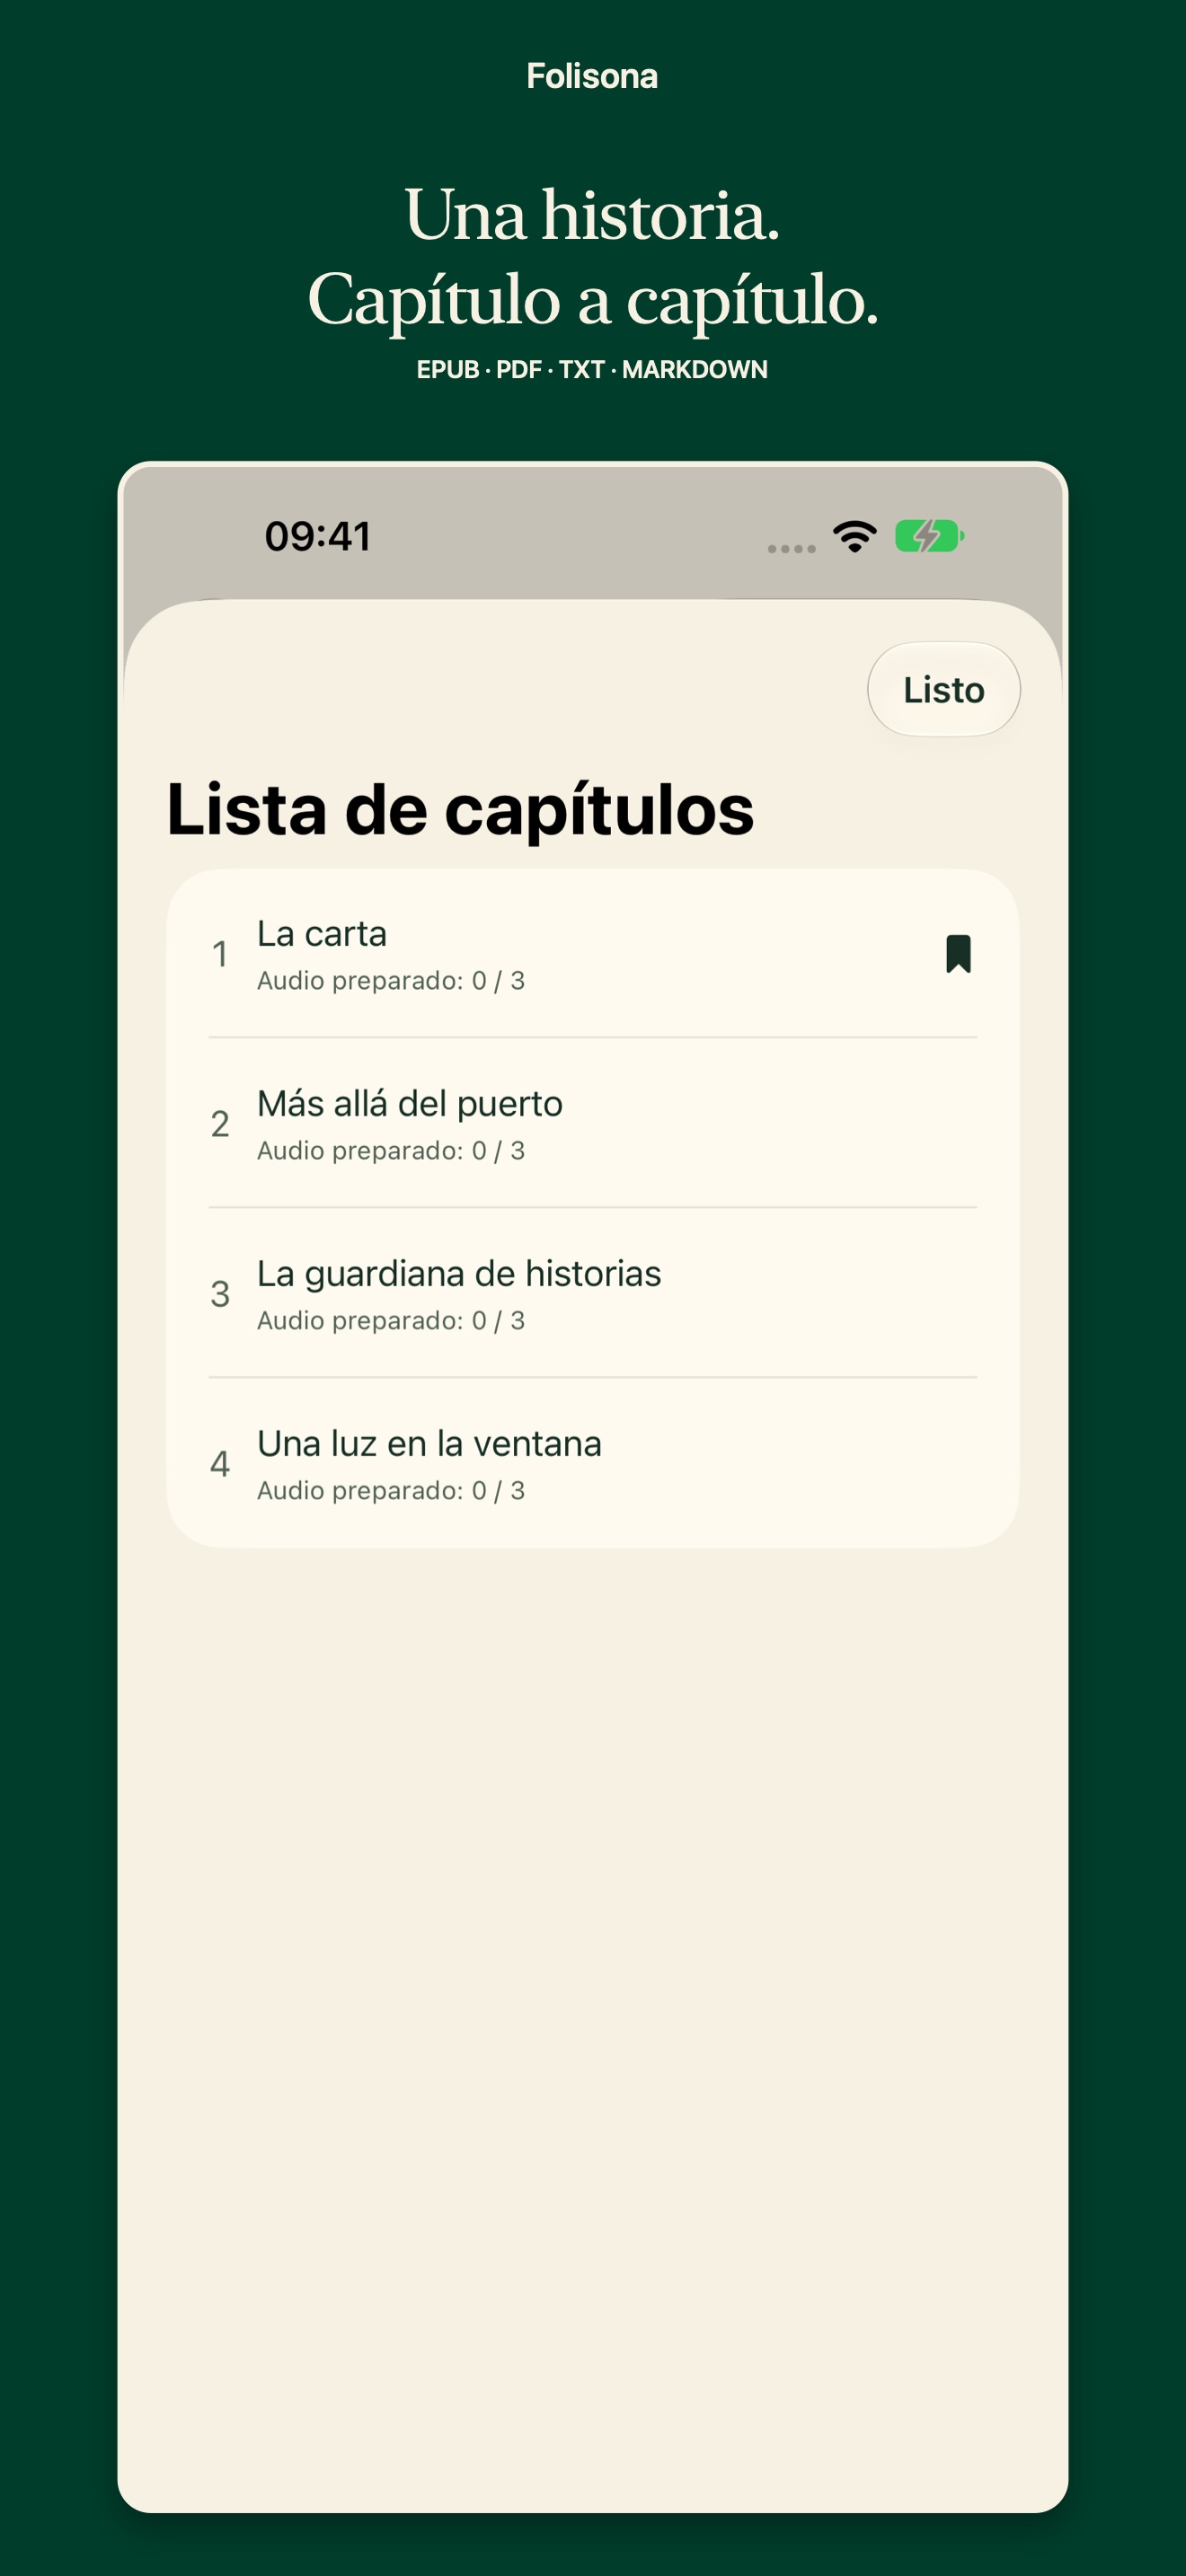 Folisona
Una historia.
Capítulo a capítulo.
EPUB · PDF · TXT · MARKDOWN
09:41
Listo
Lista de capítulos
1
La carta
Audio preparado: 0 / 3
2
Más allá del puerto
Audio preparado: 0 / 3
3
La guardiana de historias
Audio preparado: 0 / 3
4
Una luz en la ventana
Audio preparado: 0 / 3